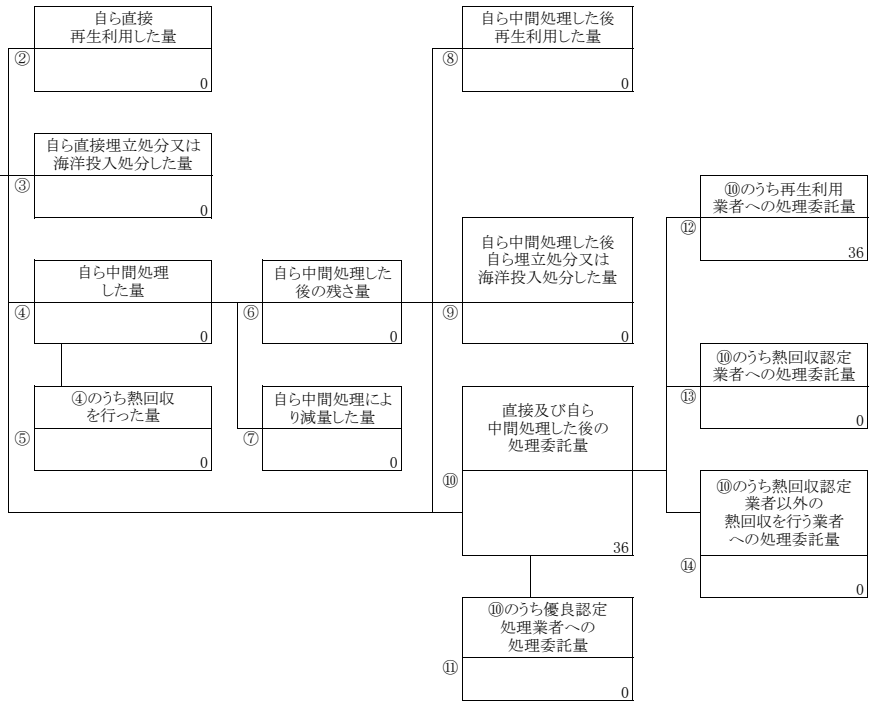 自ら直接
再生利用した量
②
0
自ら中間処理した後
再生利用した量
⑧
0
自ら直接埋立処分又は
海洋投入処分した量
③
0
⑩のうち再生利用
業者への処理委託量
⑫
36
自ら中間処理
した量
④
0
自ら中間処理した
後の残さ量
⑥
0
自ら中間処理した後
自ら埋立処分又は
海洋投入処分した量
⑨
0
⑩のうち熱回収認定
業者への処理委託量
⑬
0
④のうち熱回収
を行った量
⑤
0
自ら中間処理によ
り減量した量
⑦
0
直接及び自ら
中間処理した後の
処理委託量
⑩
36
⑩のうち熱回収認定
業者以外の
熱回収を行う業者
への処理委託量
⑭
0
⑩のうち優良認定
処理業者への
処理委託量
⑪
0